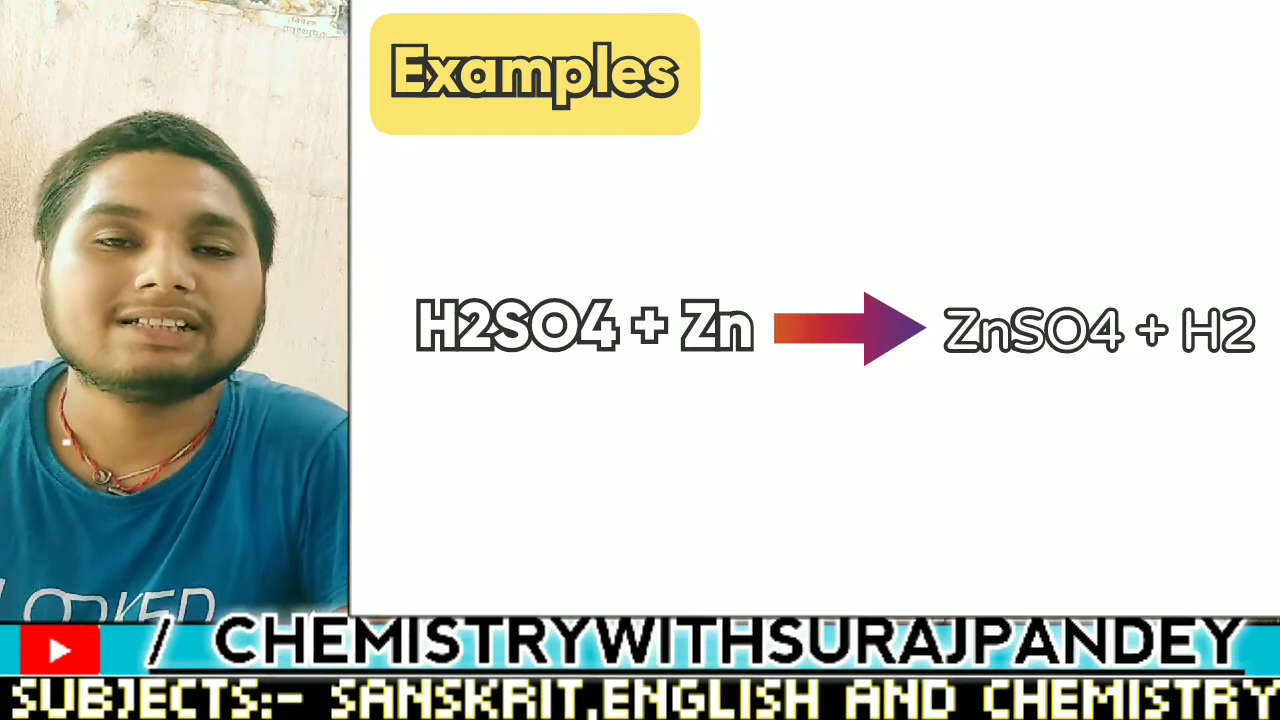 Examples
H2SO4 + Zn ZnSO4 + H2
/ CHEMISTRYWITHSURAJPANDEY
SUBJECTS:- SANSKRIT,ENGLISH AND CHEMISTRY